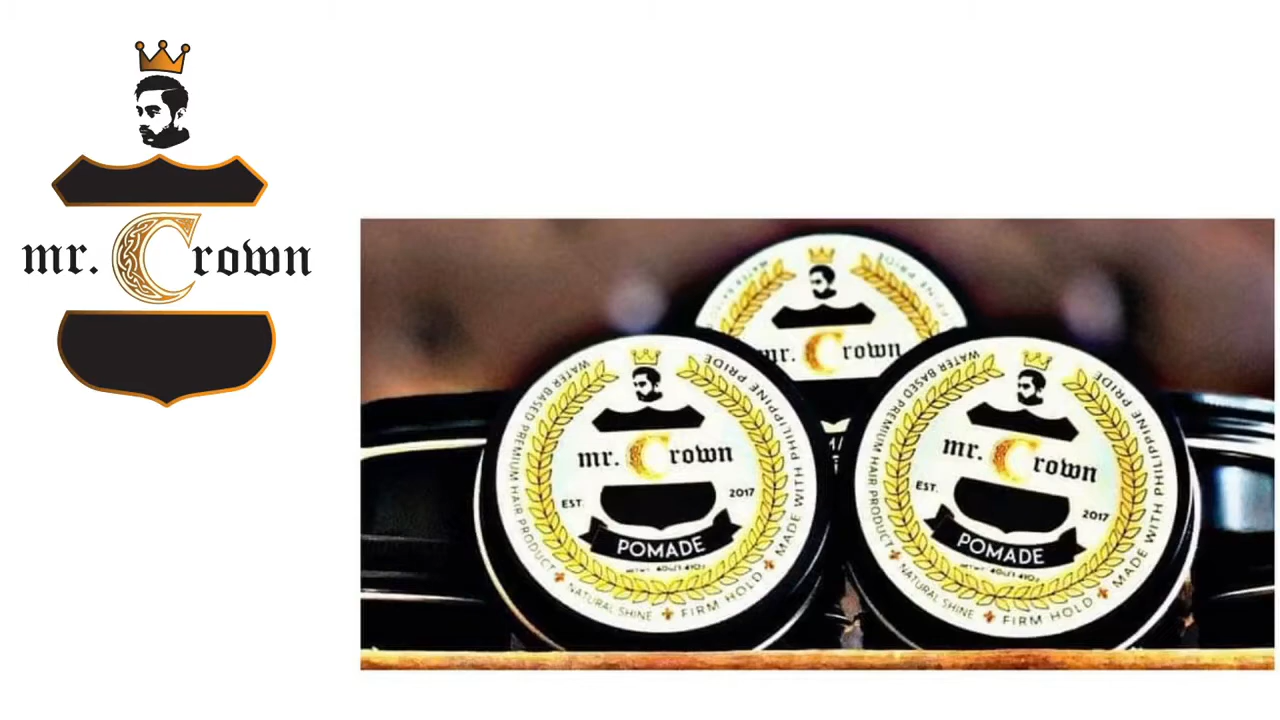 mr. Crown
WATER BASED PREMIUM HAIR PRODUCT
MADE WITH PHILIPPINE PRIDE
mr. Crown
EST. 2017
POMADE
NATURAL SHINE
FIRM HOLD
WATER BASED PREMIUM HAIR PRODUCT
MADE WITH PHILIPPINE PRIDE
mr. Crown
EST. 2017
POMADE
NATURAL SHINE
FIRM HOLD
mr. Crown